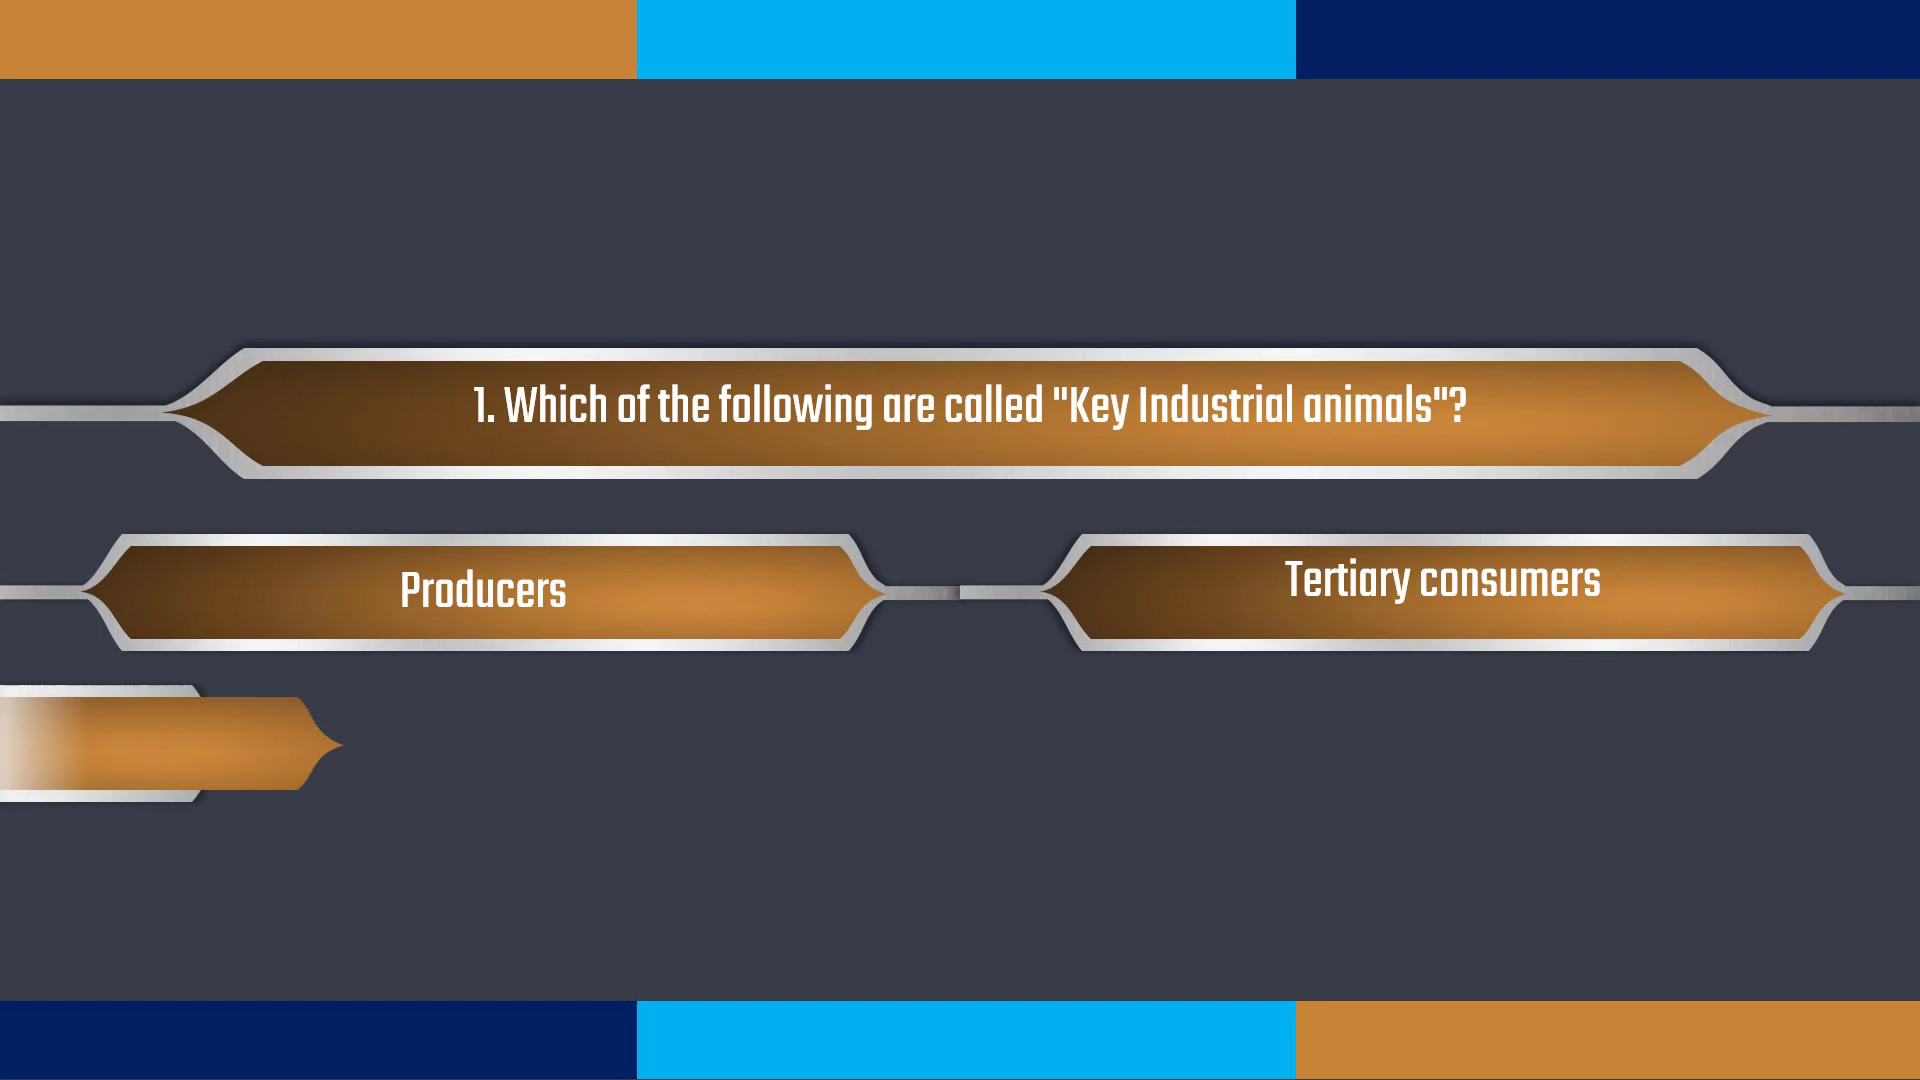 1. Which of the following are called "Key Industrial animals"?
Producers
Tertiary consumers